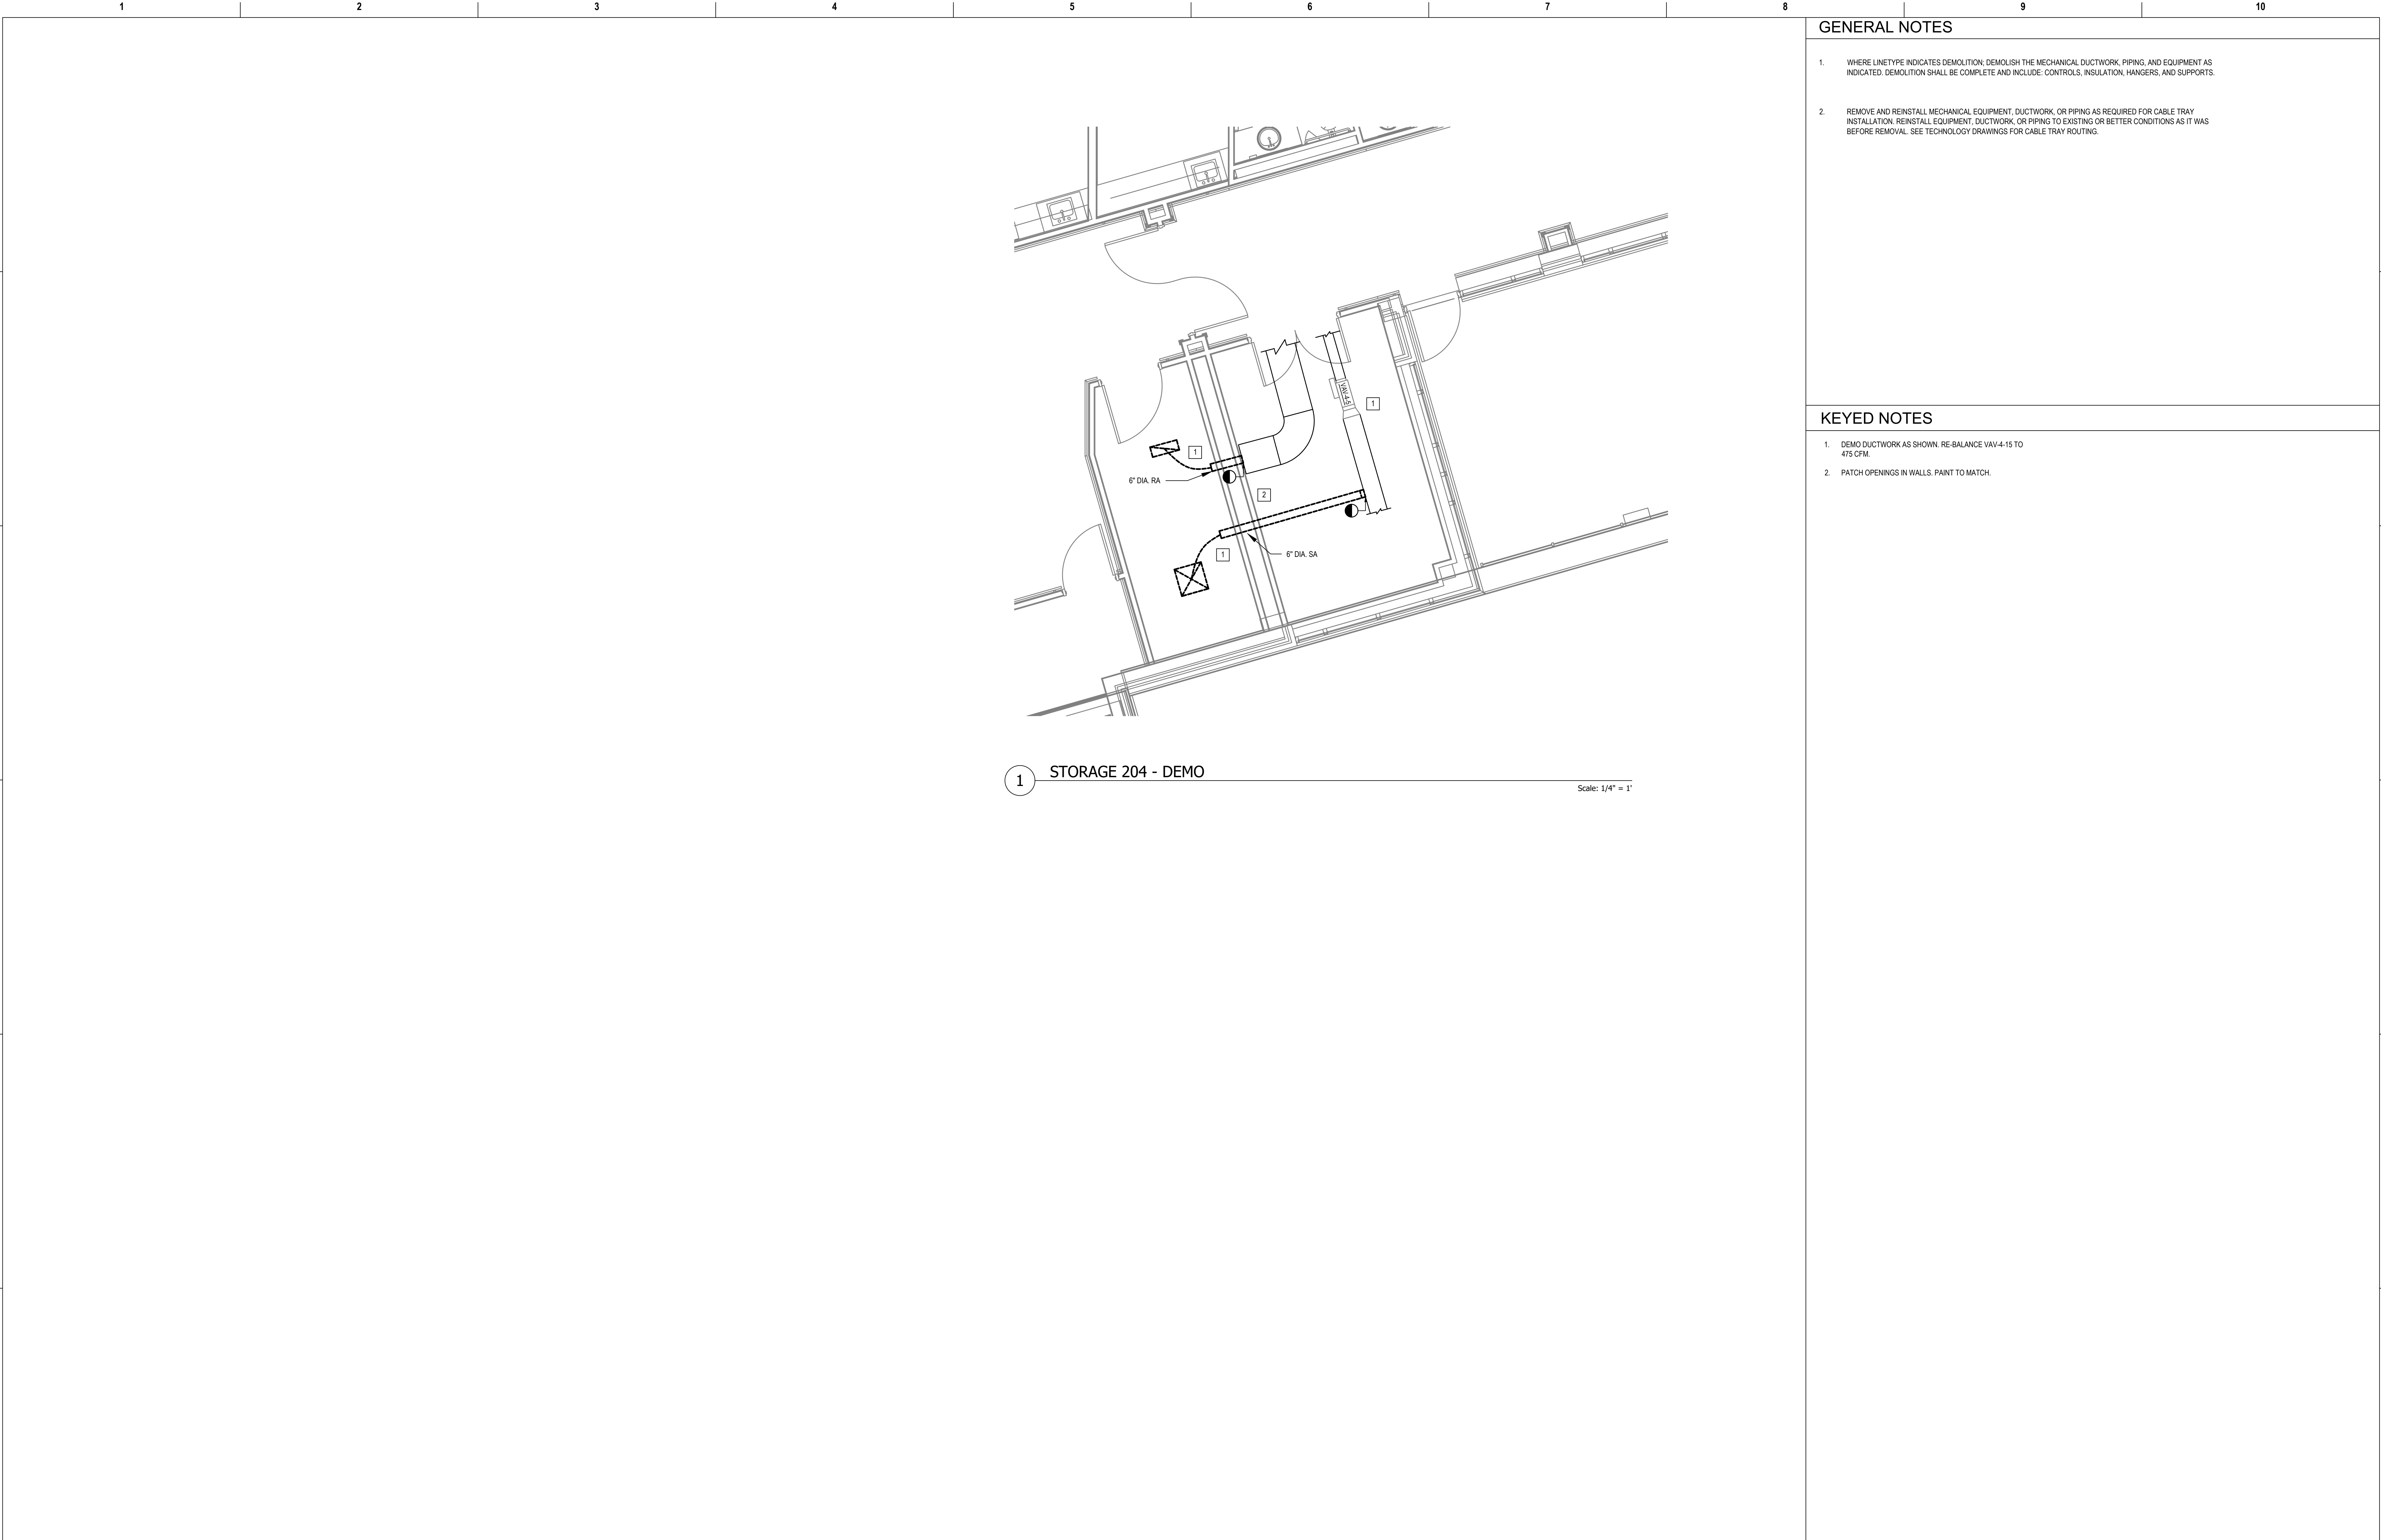 1 2 3 4 5 6 7 8 9 10
GENERAL NOTES
1. WHERE LINETYPE INDICATES DEMOLITION; DEMOLISH THE MECHANICAL DUCTWORK, PIPING, AND EQUIPMENT AS
INDICATED. DEMOLITION SHALL BE COMPLETE AND INCLUDE: CONTROLS, INSULATION, HANGERS, AND SUPPORTS.
2. REMOVE AND REINSTALL MECHANICAL EQUIPMENT, DUCTWORK, OR PIPING AS REQUIRED FOR CABLE TRAY
INSTALLATION. REINSTALL EQUIPMENT, DUCTWORK, OR PIPING TO EXISTING OR BETTER CONDITIONS AS IT WAS
BEFORE REMOVAL. SEE TECHNOLOGY DRAWINGS FOR CABLE TRAY ROUTING.
KEYED NOTES
1. DEMO DUCTWORK AS SHOWN. RE-BALANCE VAV-4-15 TO
475 CFM.
2. PATCH OPENINGS IN WALLS. PAINT TO MATCH.
VAV-4-5
1
1
6" DIA. RA
2
1
6" DIA. SA
1 STORAGE 204 - DEMO
Scale: 1/4" = 1'